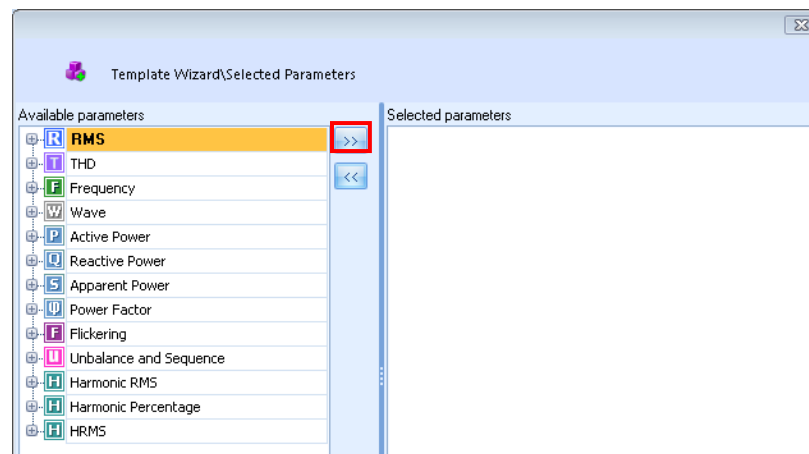 Template Wizard\Selected Parameters
Available parameters
Selected parameters
R RMS
>>
T THD
<<
F Frequency
W Wave
P Active Power
Q Reactive Power
S Apparent Power
Ψ Power Factor
F Flickering
U Unbalance and Sequence
H Harmonic RMS
H Harmonic Percentage
H HRMS